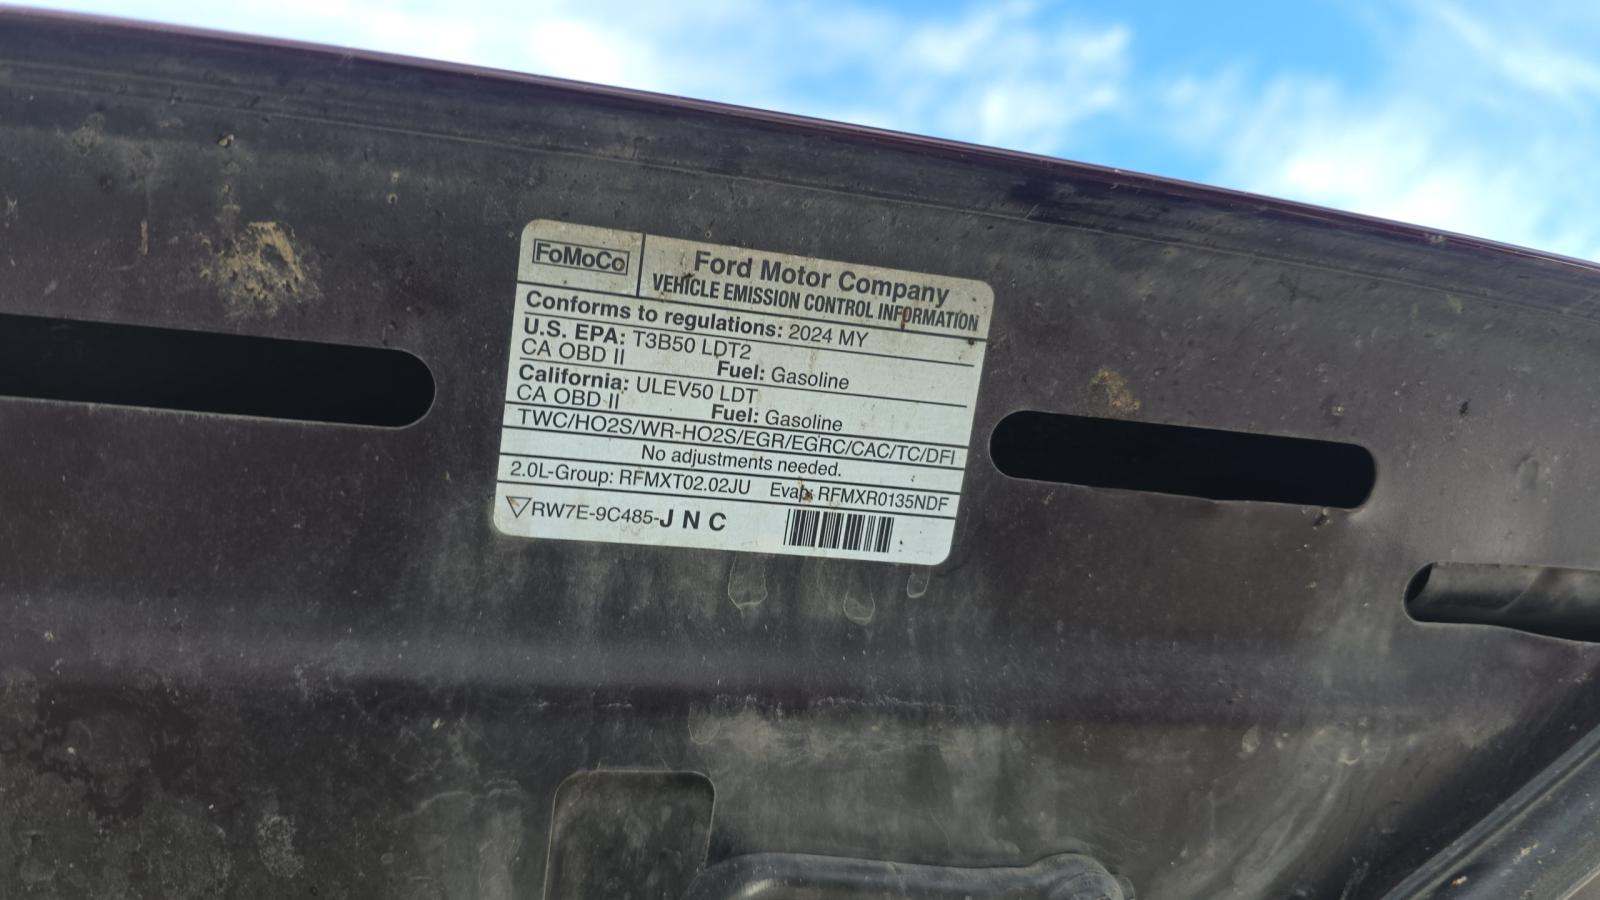 FoMoCo
Ford Motor Company
VEHICLE EMISSION CONTROL INFORMATION
Conforms to regulations: 2024 MY
U.S. EPA: T3B50 LDT2
CA OBD II Fuel: Gasoline
California: ULEV50 LDT
CA OBD II Fuel: Gasoline
TWC/HO2S/WR-HO2S/EGR/EGRC/CAC/TC/DFI
No adjustments needed.
2.0L-Group: RFMXT02.02JU Evap: RFMXR0135NDF
RW7E-9C485-J N C